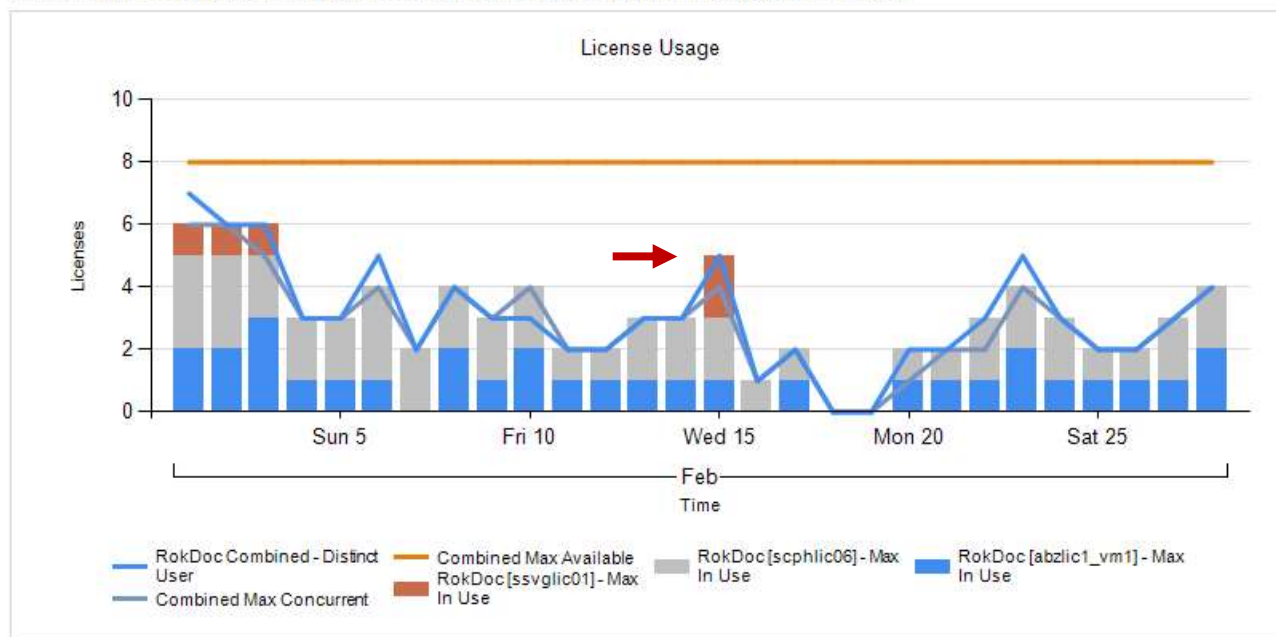 License Usage
10
8
6
4
2
0
Licenses
Sun 5
Fri 10
Wed 15
Mon 20
Sat 25
Feb
Time
RokDoc Combined - Distinct
User
Combined Max Concurrent
Combined Max Available
RokDoc [ssvglic01] - Max
In Use
RokDoc [scphlic06] - Max
In Use
RokDoc [abzlic1_vm1] - Max
In Use